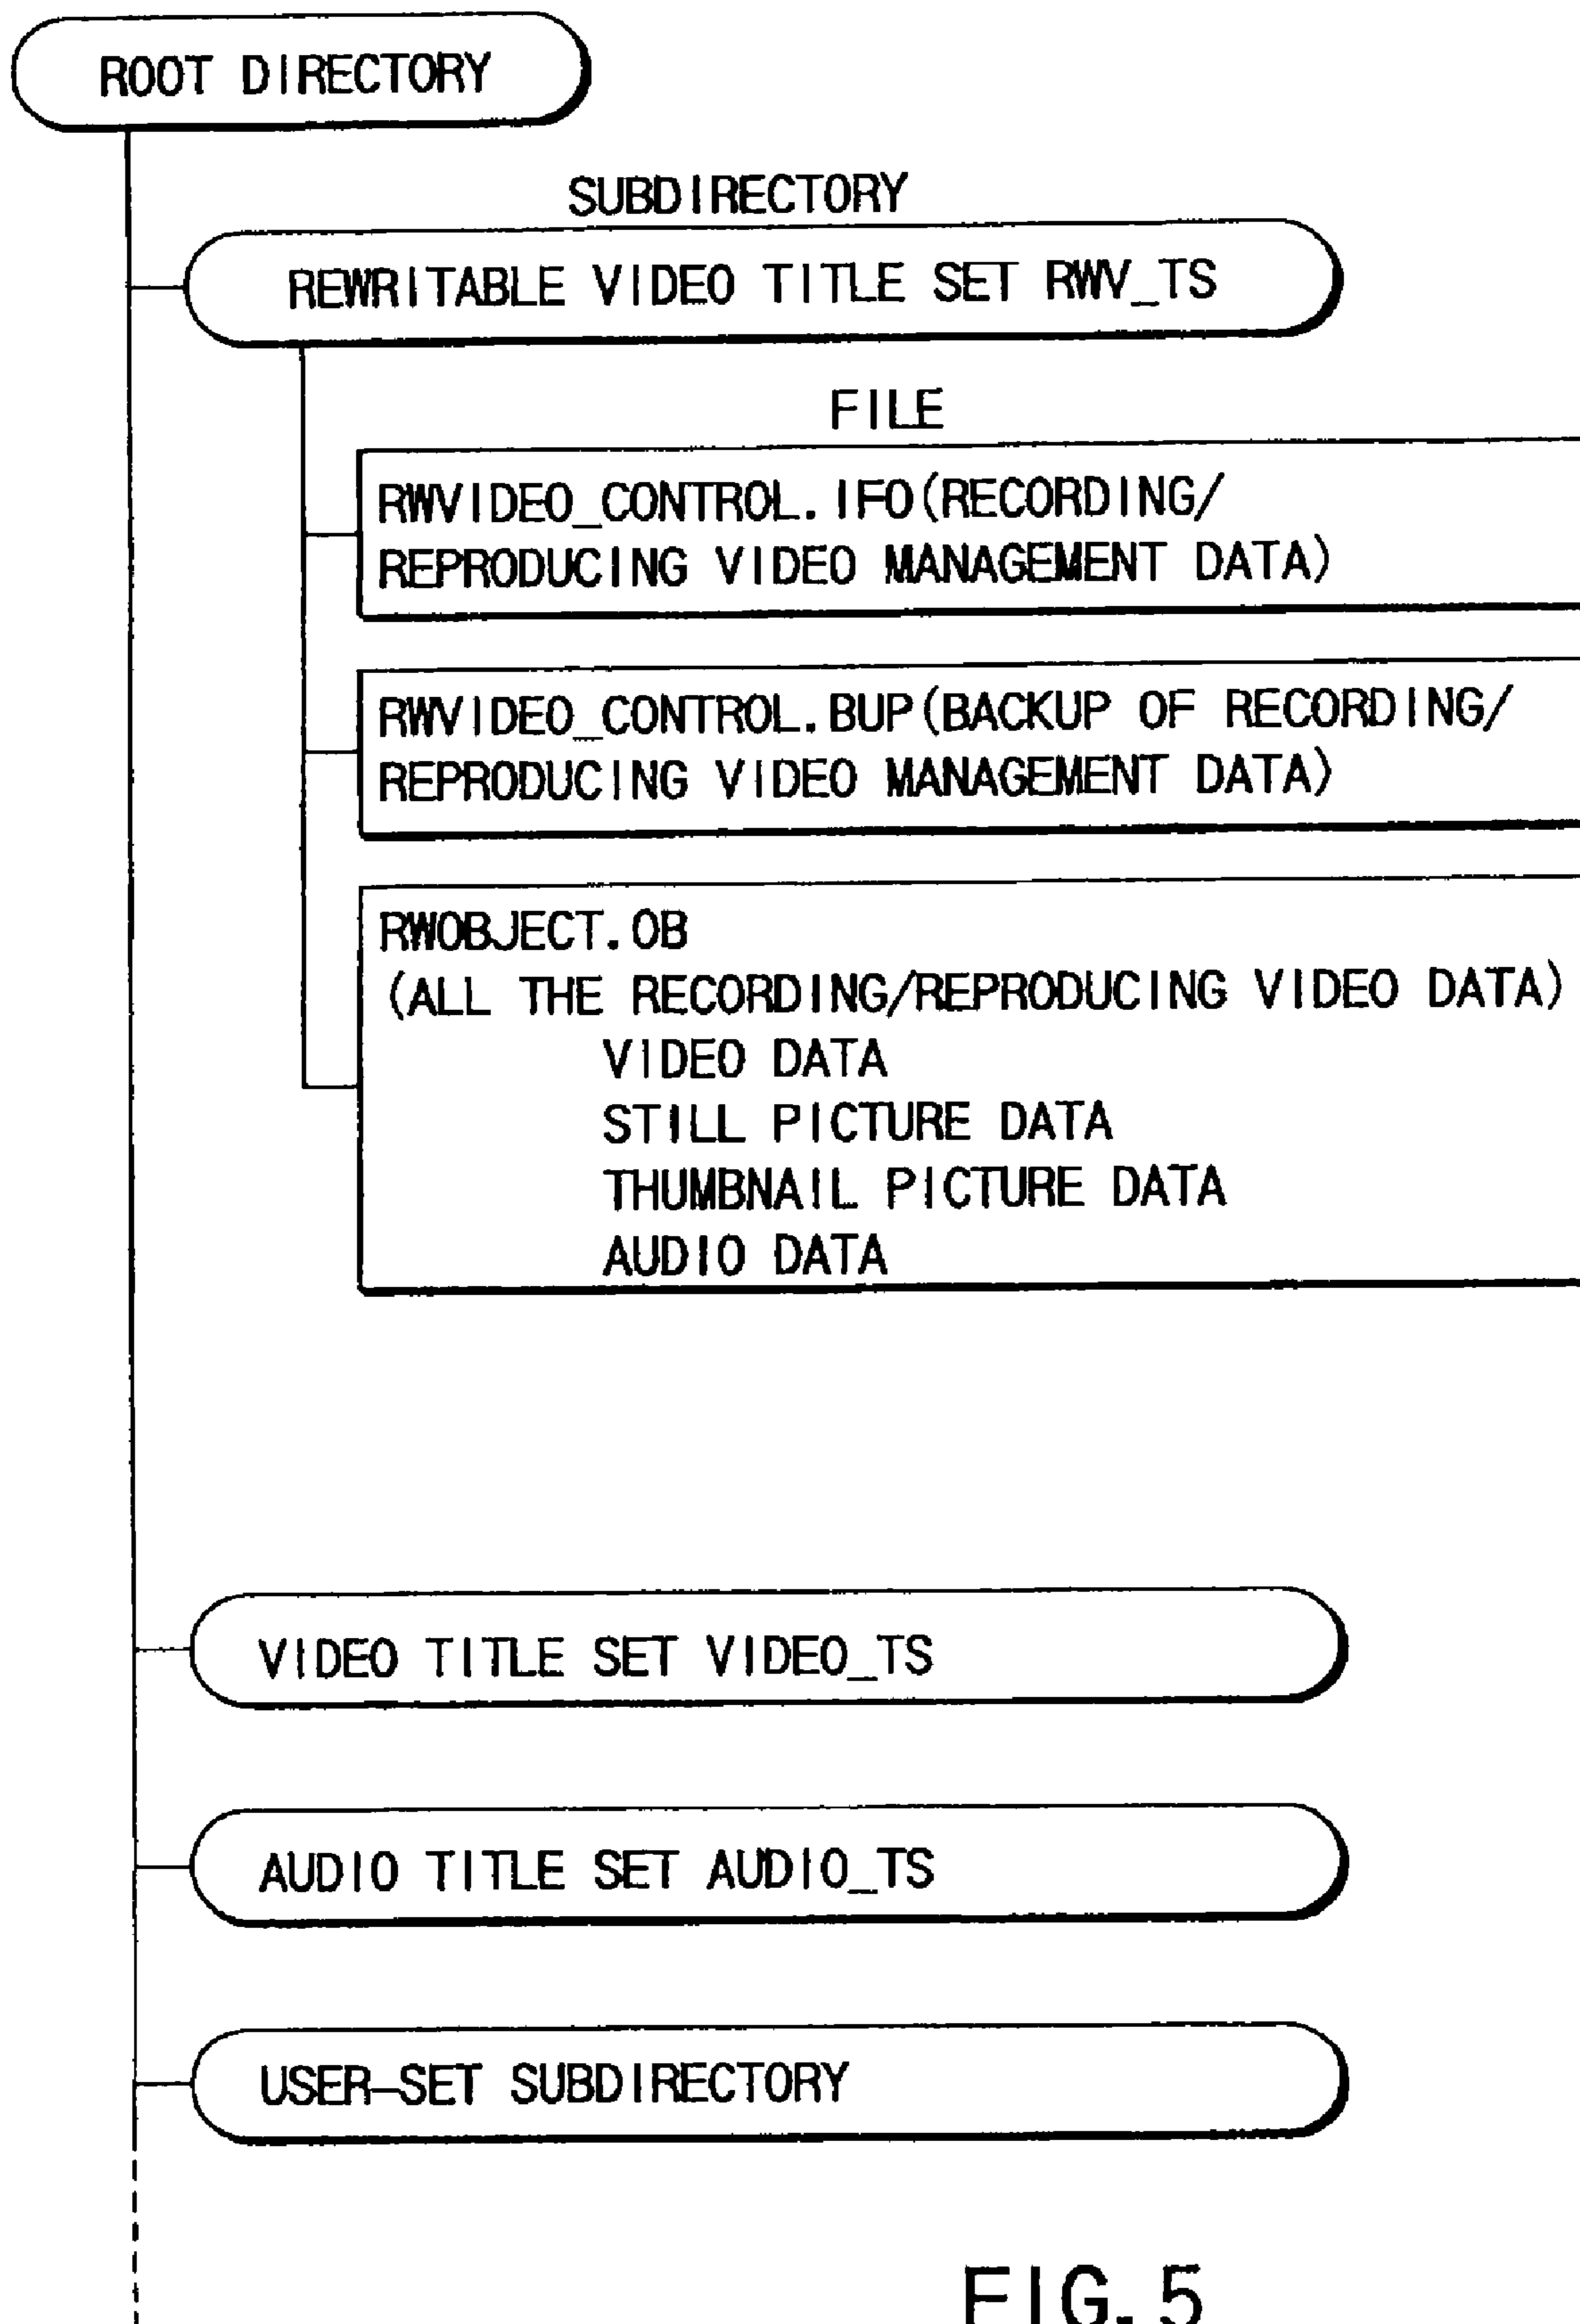 ROOT DIRECTORY
SUBDIRECTORY
REWRITABLE VIDEO TITLE SET RWV_TS
FILE
RWVIDEO_CONTROL.IFO(RECORDING/
REPRODUCING VIDEO MANAGEMENT DATA)
RWVIDEO_CONTROL.BUP(BACKUP OF RECORDING/
REPRODUCING VIDEO MANAGEMENT DATA)
RWOBJECT.OB
(ALL THE RECORDING/REPRODUCING VIDEO DATA)
VIDEO DATA
STILL PICTURE DATA
THUMBNAIL PICTURE DATA
AUDIO DATA
VIDEO TITLE SET VIDEO_TS
AUDIO TITLE SET AUDIO_TS
USER-SET SUBDIRECTORY
FIG.5